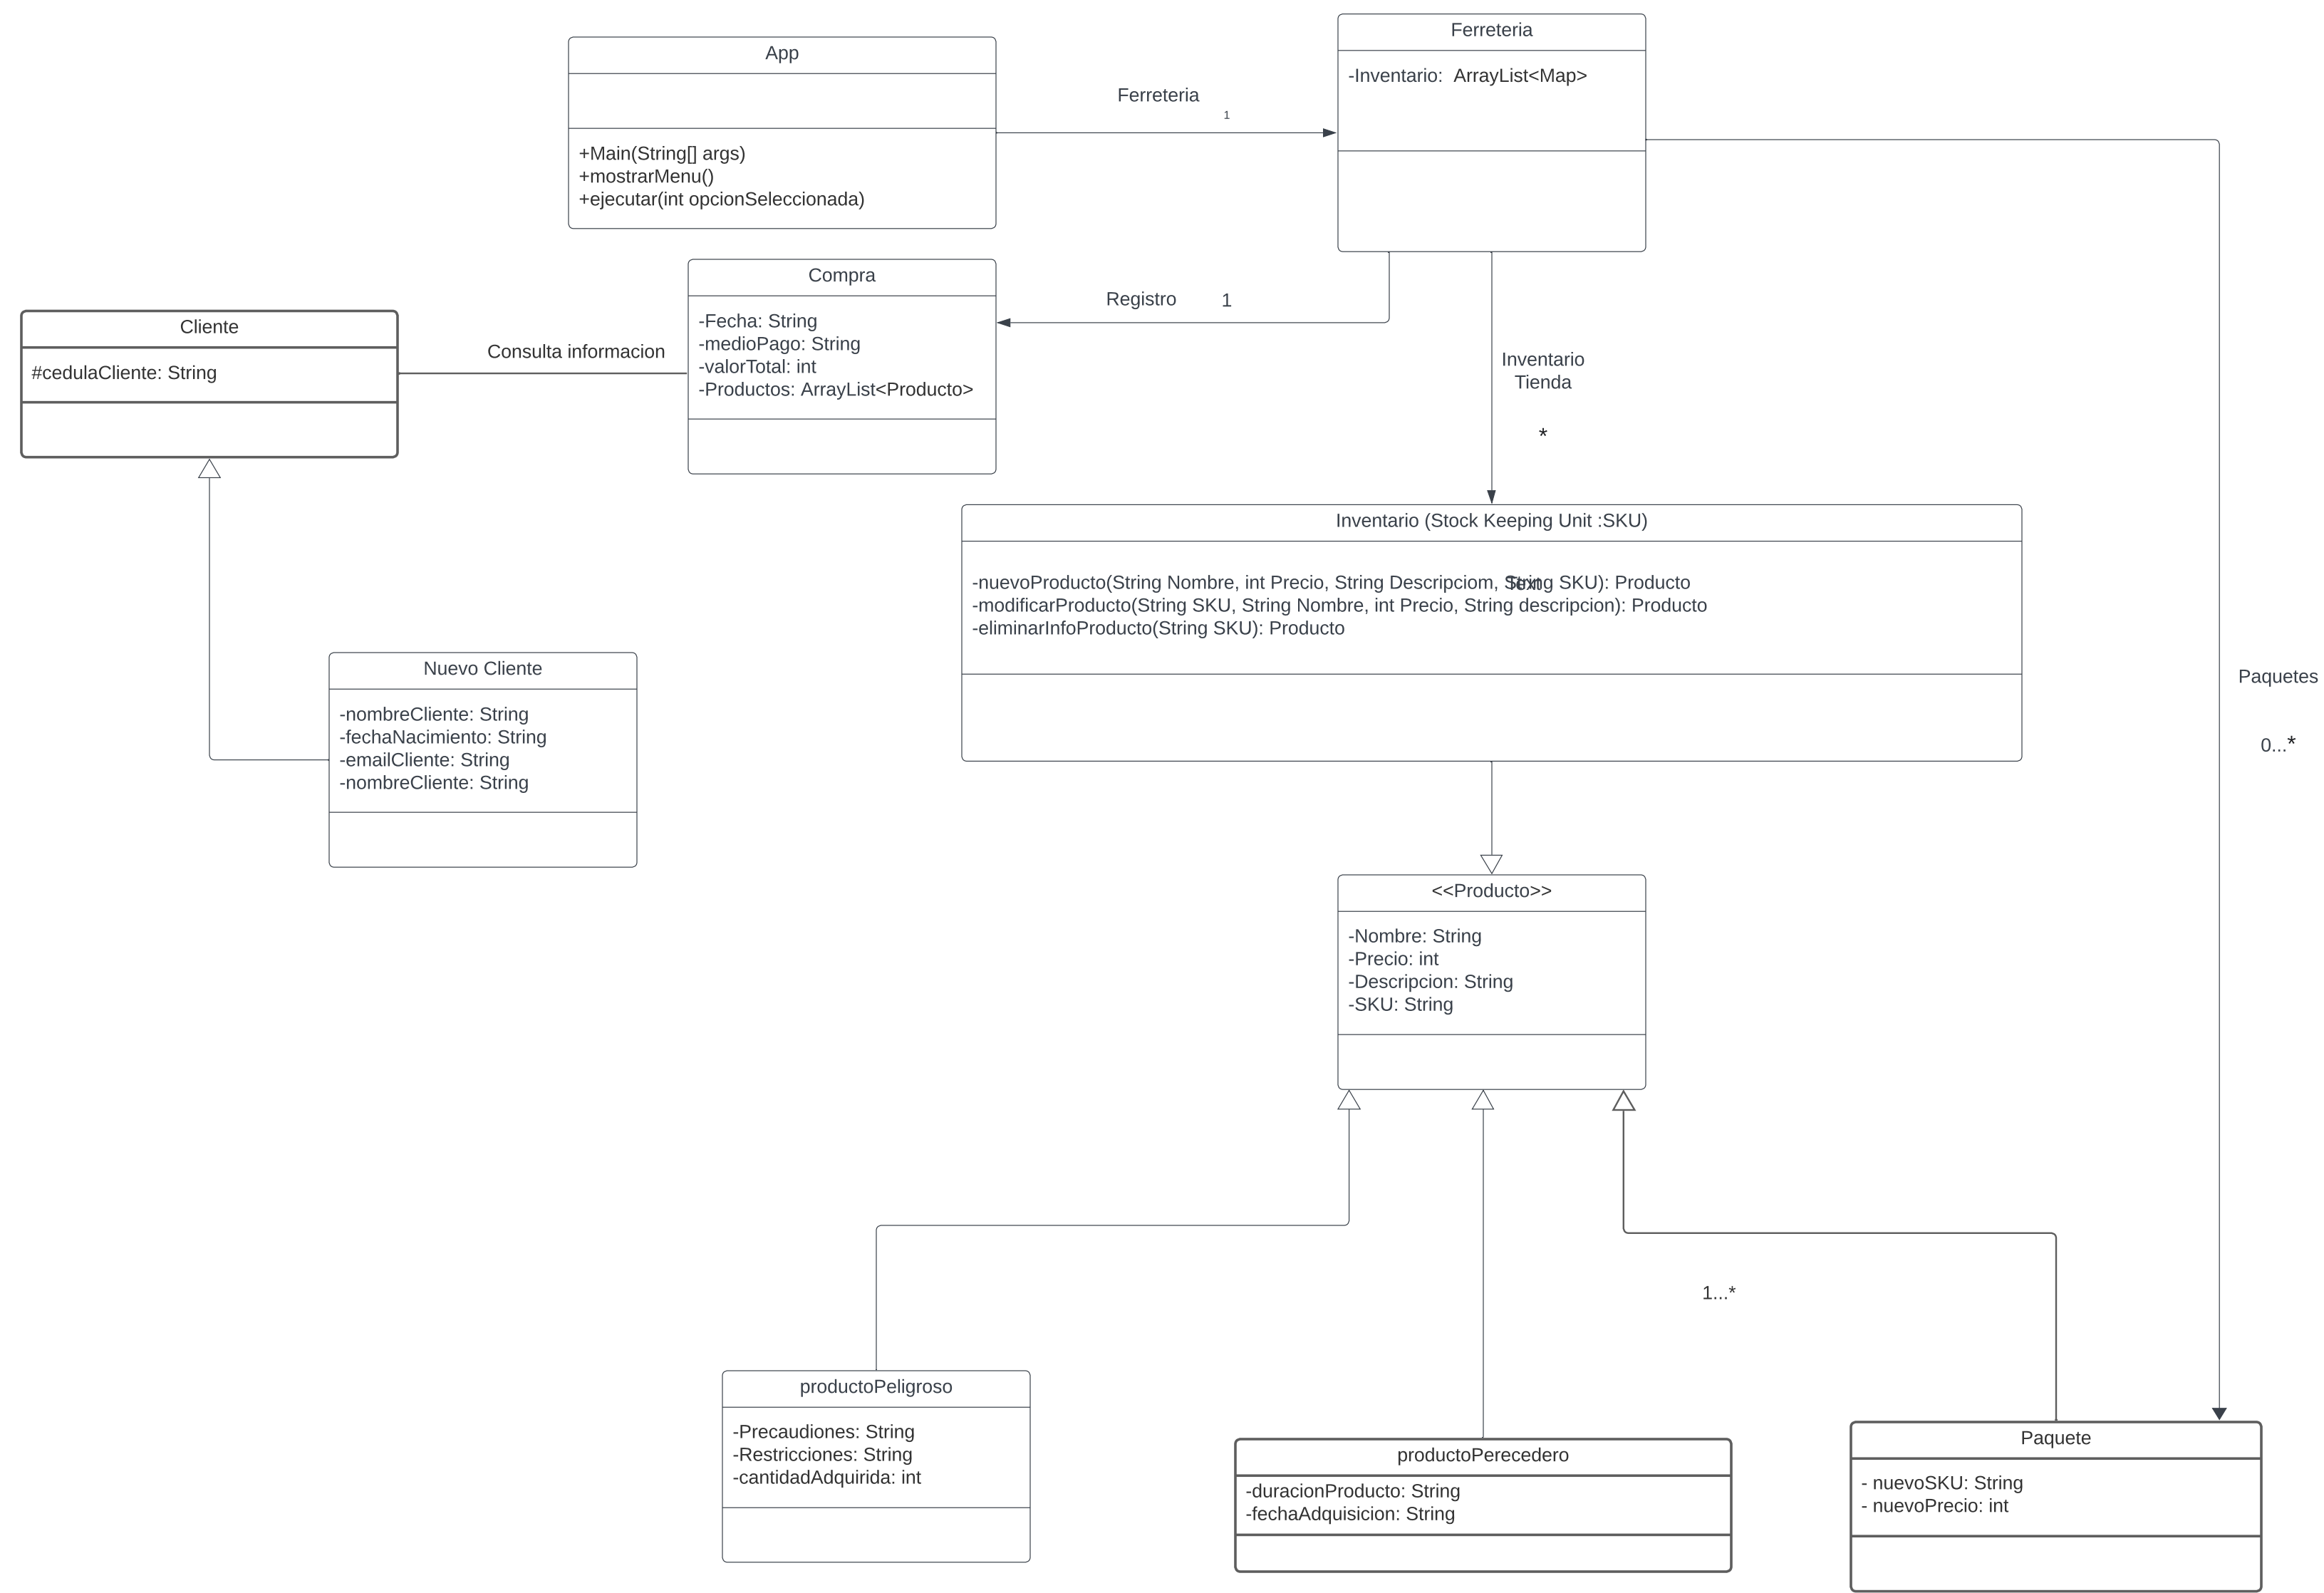 App
+Main(String[] args)
+mostrarMenu()
+ejecutar(int opcionSeleccionada)
Ferreteria
1
Ferreteria
-Inventario:  ArrayList<Map>
Compra
-Fecha: String
-medioPago: String
-valorTotal: int
-Productos: ArrayList<Producto>
Registro
1
Cliente
#cedulaCliente: String
Consulta informacion
Inventario
Tienda
*
Inventario (Stock Keeping Unit :SKU)
-nuevoProducto(String Nombre, int Precio, String Descripciom, String SKU): Producto
Text
-modificarProducto(String SKU, String Nombre, int Precio, String descripcion): Producto
-eliminarInfoProducto(String SKU): Producto
Nuevo Cliente
-nombreCliente: String
-fechaNacimiento: String
-emailCliente: String
-nombreCliente: String
Paquetes
0...*
<<Producto>>
-Nombre: String
-Precio: int
-Descripcion: String
-SKU: String
1...*
productoPeligroso
-Precaudiones: String
-Restricciones: String
-cantidadAdquirida: int
productoPerecedero
-duracionProducto: String
-fechaAdquisicion: String
Paquete
- nuevoSKU: String
- nuevoPrecio: int